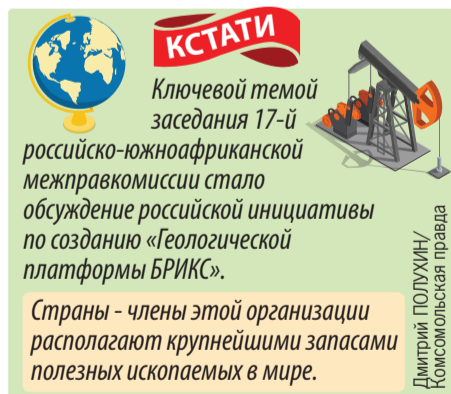 КСТАТИ
Ключевой темой
заседания 17-й
российско-южноафриканской
межправкомиссии стало
обсуждение российской инициативы
по созданию «Геологической
платформы БРИКС».
Страны - члены этой организации
располагают крупнейшими запасами
полезных ископаемых в мире.
Дмитрий ПОЛУХИН/
Комсомольская правда